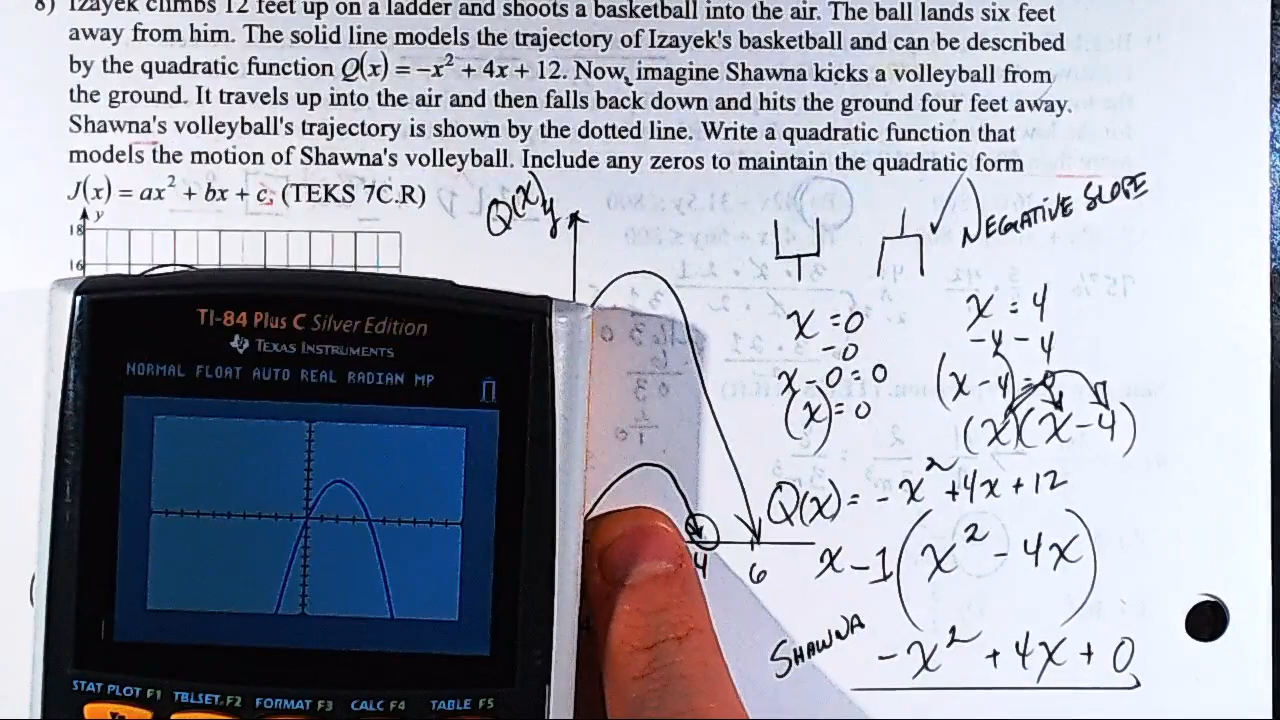 8) Izayek climbs 12 feet up on a ladder and shoots a basketball into the air. The ball lands six feet
away from him. The solid line models the trajectory of Izayek's basketball and can be described
by the quadratic function Q(x) = −x² + 4x + 12. Now, imagine Shawna kicks a volleyball from
the ground. It travels up into the air and then falls back down and hits the ground four feet away.
Shawna's volleyball's trajectory is shown by the dotted line. Write a quadratic function that
models the motion of Shawna's volleyball. Include any zeros to maintain the quadratic form
J(x) = ax² + bx + c. (TEKS 7C.R)
y
18
16
Q(x) y
NEGATIVE SLOPE
x = 0
-0
x - 0 = 0
(x) = 0
x = 4
-4 -4
(x - 4) = 0
(x)(x - 4)
Q(x) = -x² + 4x + 12
x -1(x² - 4x)
SHAWNA -x² + 4x + 0
4 6
TI-84 Plus C Silver Edition
TEXAS INSTRUMENTS
NORMAL FLOAT AUTO REAL RADIAN MP
STAT PLOT F1 TBLSET F2 FORMAT F3 CALC F4 TABLE F5